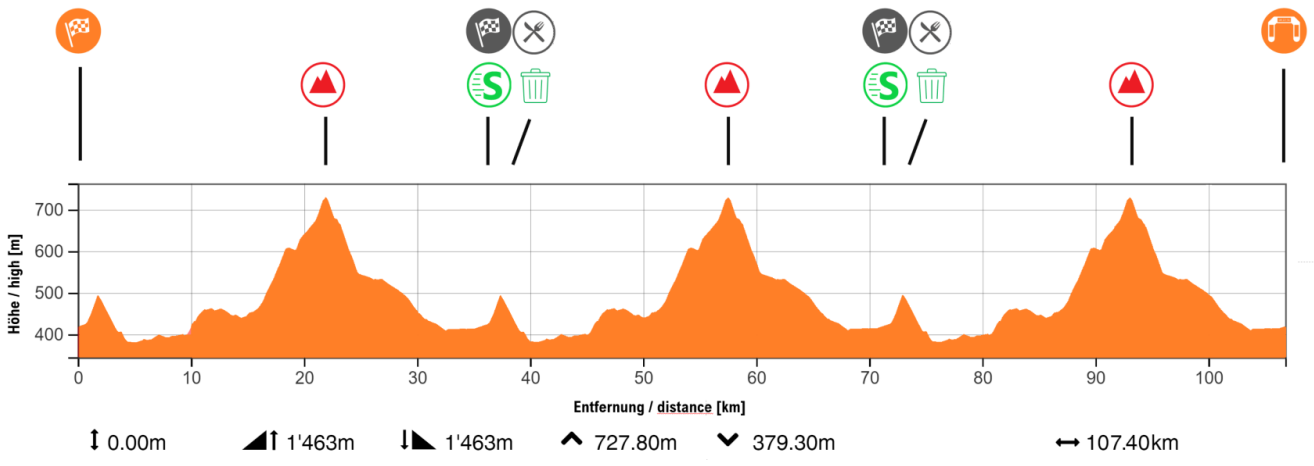 S
S
700
600
500
400
Höhe / high [m]
0 10 20 30 40 50 60 70 80 90 100
Entfernung / distance [km]
0.00m 1'463m 1'463m 727.80m 379.30m 107.40km